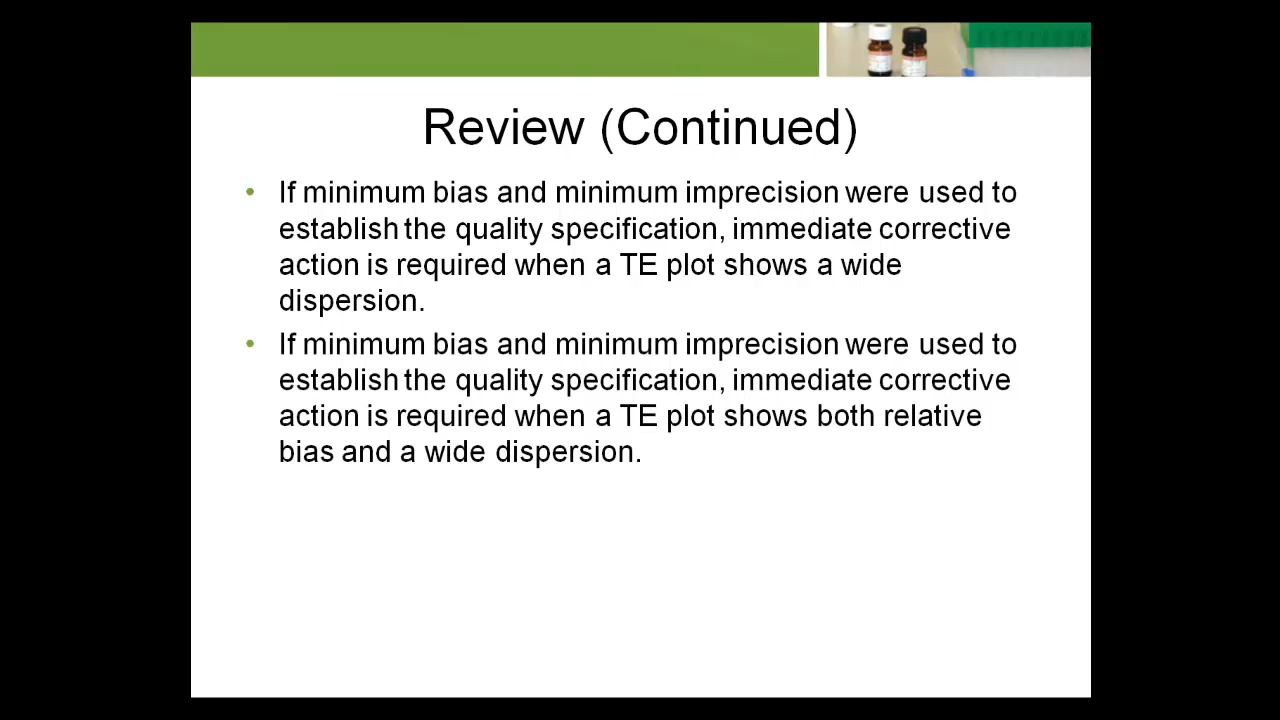 Review (Continued)
• If minimum bias and minimum imprecision were used to
establish the quality specification, immediate corrective
action is required when a TE plot shows a wide
dispersion.
• If minimum bias and minimum imprecision were used to
establish the quality specification, immediate corrective
action is required when a TE plot shows both relative
bias and a wide dispersion.